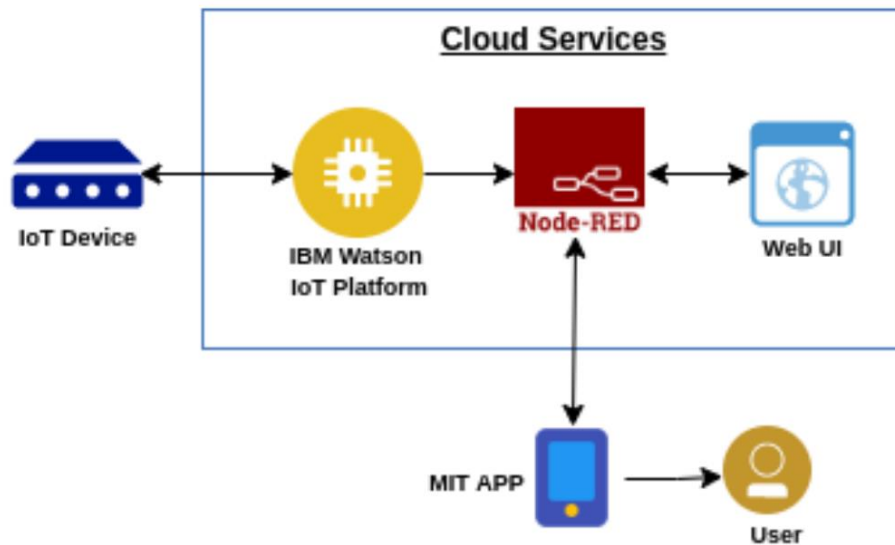 Cloud Services
IoT Device
IBM Watson
IoT Platform
Node-RED
Web UI
MIT APP
User